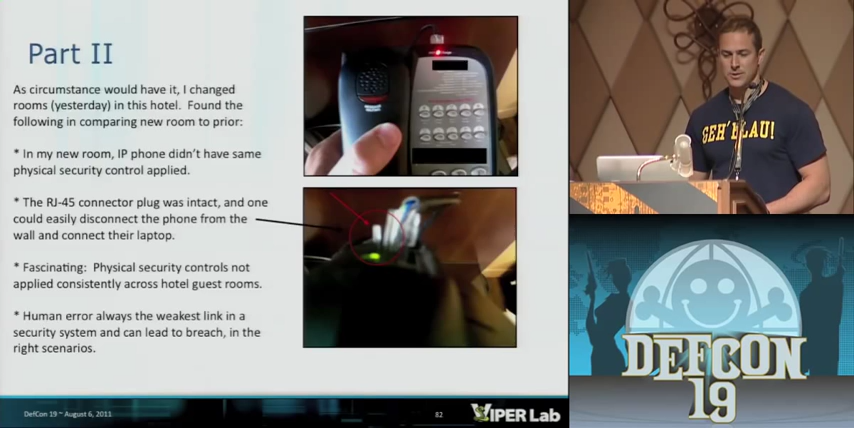 Part II
As circumstance would have it, I changed
rooms (yesterday) in this hotel.  Found the
following in comparing new room to prior:
* In my new room, IP phone didn't have same
physical security control applied.
* The RJ-45 connector plug was intact, and one
could easily disconnect the phone from the
wall and connect their laptop.
* Fascinating:  Physical security controls not
applied consistently across hotel guest rooms.
* Human error always the weakest link in a
security system and can lead to breach, in the
right scenarios.
DefCon 19 ~ August 6, 2011
82
VIPER Lab
GEH' BLAU!
DEFCON
19